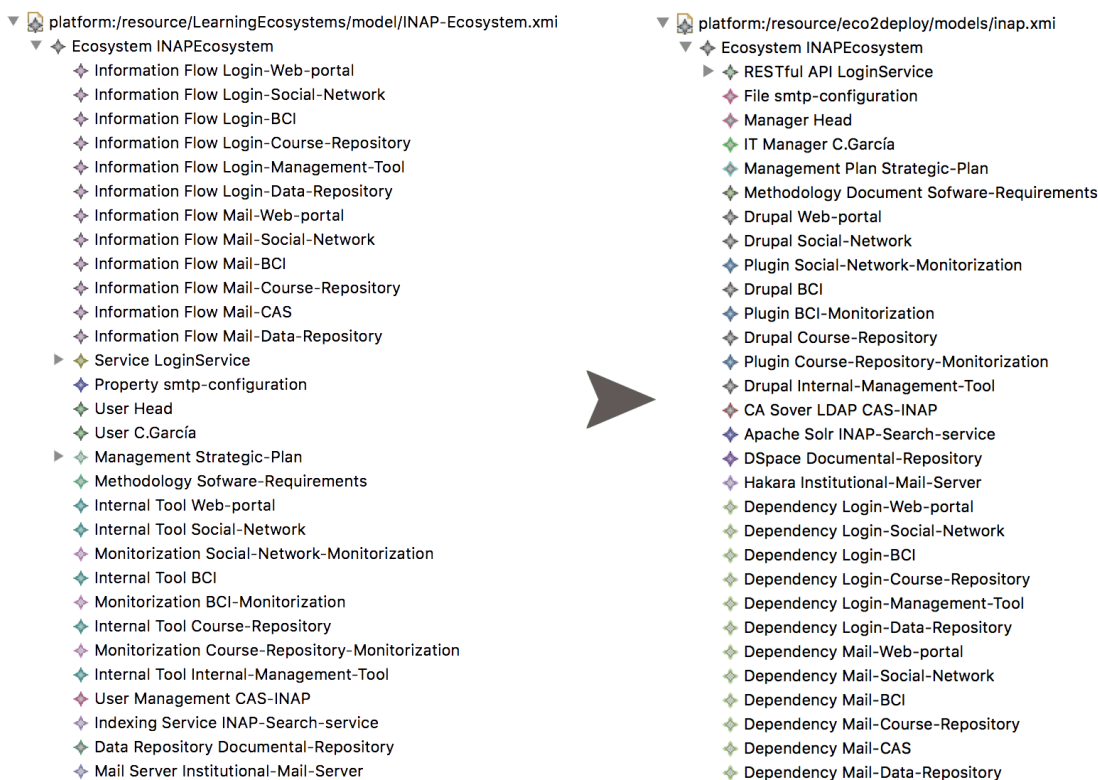 platform:/resource/LearningEcosystems/model/INAP-Ecosystem.xmi
Ecosystem INAPEcosystem
Information Flow Login-Web-portal
Information Flow Login-Social-Network
Information Flow Login-BCI
Information Flow Login-Course-Repository
Information Flow Login-Management-Tool
Information Flow Login-Data-Repository
Information Flow Mail-Web-portal
Information Flow Mail-Social-Network
Information Flow Mail-BCI
Information Flow Mail-Course-Repository
Information Flow Mail-CAS
Information Flow Mail-Data-Repository
Service LoginService
Property smtp-configuration
User Head
User C.García
Management Strategic-Plan
Methodology Sofware-Requirements
Internal Tool Web-portal
Internal Tool Social-Network
Monitorization Social-Network-Monitorization
Internal Tool BCI
Monitorization BCI-Monitorization
Internal Tool Course-Repository
Monitorization Course-Repository-Monitorization
Internal Tool Internal-Management-Tool
User Management CAS-INAP
Indexing Service INAP-Search-service
Data Repository Documental-Repository
Mail Server Institutional-Mail-Server
platform:/resource/eco2deploy/models/inap.xmi
Ecosystem INAPEcosystem
RESTful API LoginService
File smtp-configuration
Manager Head
IT Manager C.García
Management Plan Strategic-Plan
Methodology Document Sofware-Requirements
Drupal Web-portal
Drupal Social-Network
Plugin Social-Network-Monitorization
Drupal BCI
Plugin BCI-Monitorization
Drupal Course-Repository
Plugin Course-Repository-Monitorization
Drupal Internal-Management-Tool
CA Sover LDAP CAS-INAP
Apache Solr INAP-Search-service
DSpace Documental-Repository
Hakara Institutional-Mail-Server
Dependency Login-Web-portal
Dependency Login-Social-Network
Dependency Login-BCI
Dependency Login-Course-Repository
Dependency Login-Management-Tool
Dependency Login-Data-Repository
Dependency Mail-Web-portal
Dependency Mail-Social-Network
Dependency Mail-BCI
Dependency Mail-Course-Repository
Dependency Mail-CAS
Dependency Mail-Data-Repository